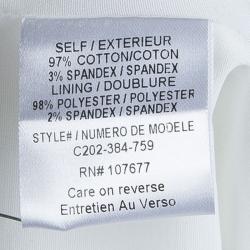 SELF / EXTERIEUR
97% COTTON/COTON
3% SPANDEX / SPANDEX
LINING / DOUBLURE
98% POLYESTER / POLYESTER
2% SPANDEX / SPANDEX
STYLE# / NUMERO DE MODELE
C202-384-759
RN# 107677
Care on reverse
Entretien Au Verso